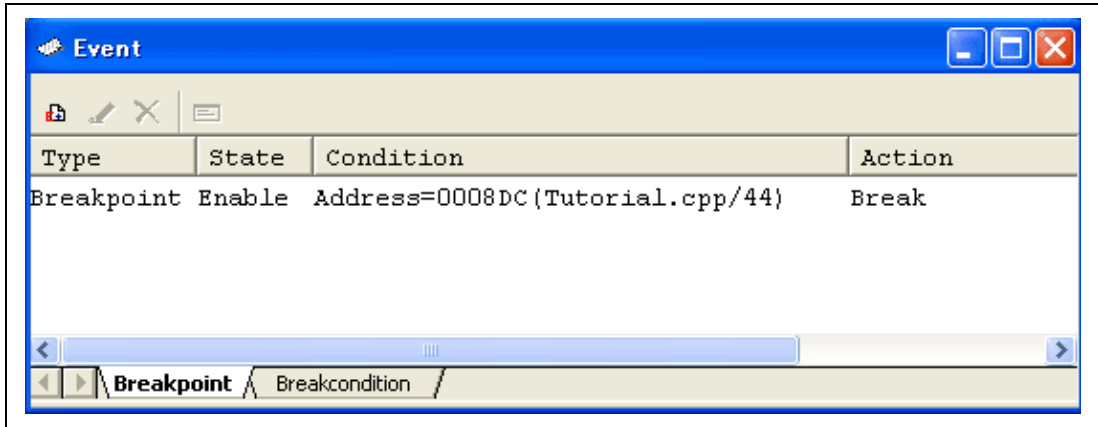 Event
Type State Condition Action
Breakpoint Enable Address=0008DC(Tutorial.cpp/44) Break
Breakpoint Breakcondition